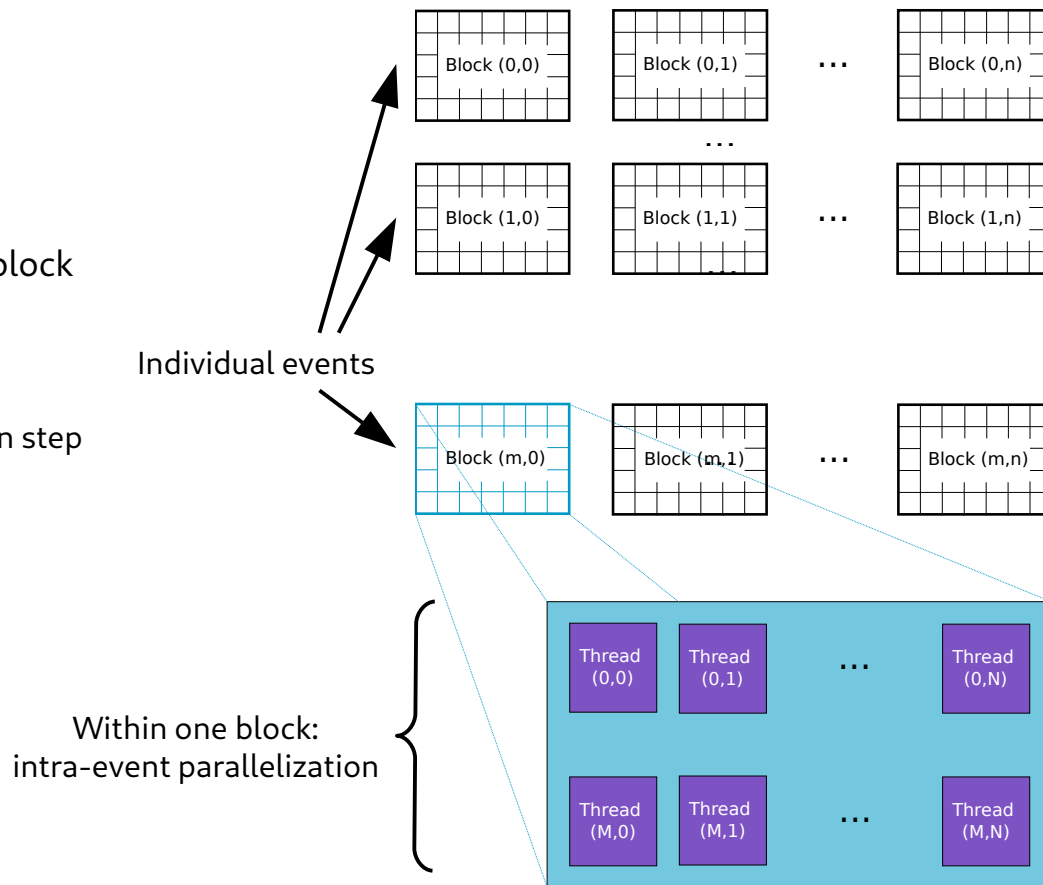 Block (0,0) Block (0,1) ... Block (0,n)
...
Block (1,0) Block (1,1) ... Block (1,n)
...
block
Individual events
n step
Block (m,0) Block (m,1) ... Block (m,n)
...
Thread (0,0) Thread (0,1) ... Thread (0,N)
Within one block:
intra-event parallelization
Thread (M,0) Thread (M,1) ... Thread (M,N)